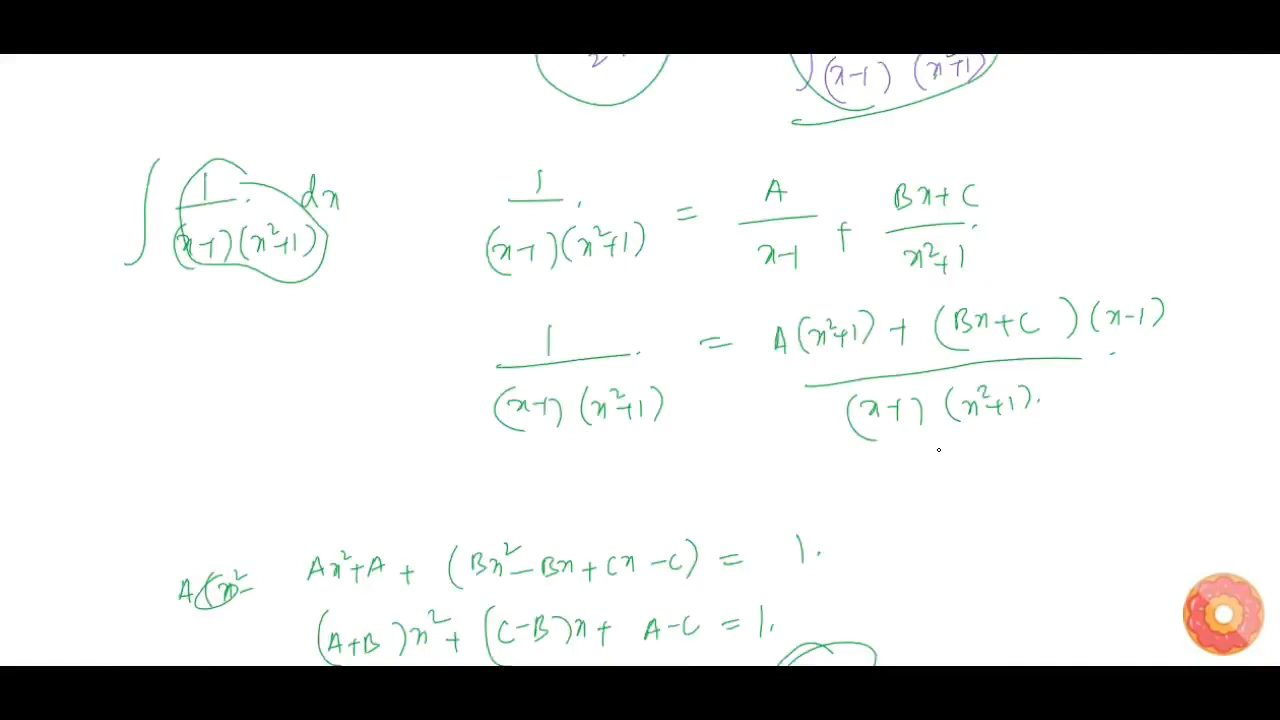 (x-1) (x²+1)
∫ 1/((x-1)(x²+1)) dx
1/((x-1)(x²+1)) = A/(x-1) + (Bx+C)/(x²+1)
1/((x-1)(x²+1)) = (A(x²+1) + (Bx+C)(x-1))/((x-1)(x²+1)).
A(x² Ax²+A + (Bx²-Bx+Cx-C) = 1.
(A+B)x² + (C-B)x + A-C = 1.